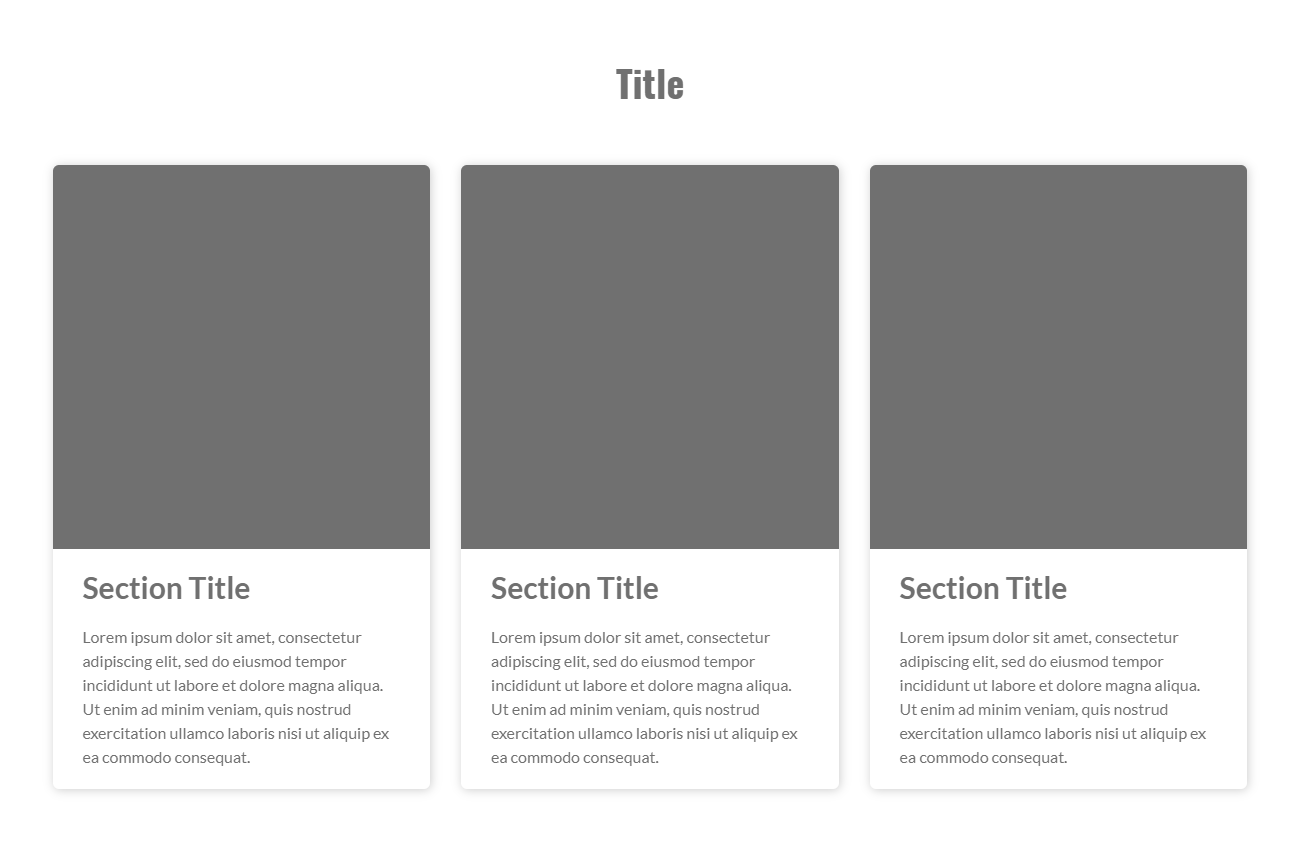 Title
Section Title
Lorem ipsum dolor sit amet, consectetur
adipiscing elit, sed do eiusmod tempor
incididunt ut labore et dolore magna aliqua.
Ut enim ad minim veniam, quis nostrud
exercitation ullamco laboris nisi ut aliquip ex
ea commodo consequat.
Section Title
Lorem ipsum dolor sit amet, consectetur
adipiscing elit, sed do eiusmod tempor
incididunt ut labore et dolore magna aliqua.
Ut enim ad minim veniam, quis nostrud
exercitation ullamco laboris nisi ut aliquip ex
ea commodo consequat.
Section Title
Lorem ipsum dolor sit amet, consectetur
adipiscing elit, sed do eiusmod tempor
incididunt ut labore et dolore magna aliqua.
Ut enim ad minim veniam, quis nostrud
exercitation ullamco laboris nisi ut aliquip ex
ea commodo consequat.